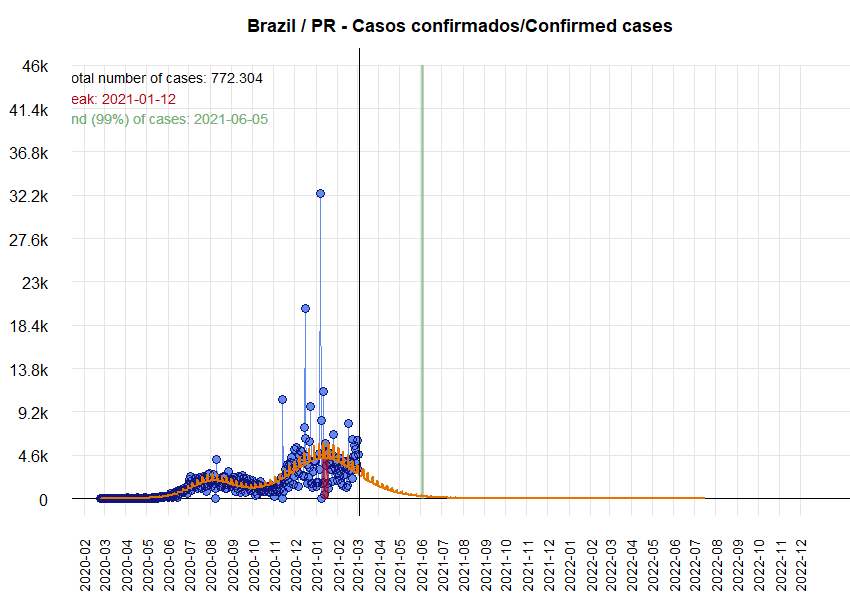 Brazil / PR - Casos confirmados/Confirmed cases
46k
otal number of cases: 772.304
eak: 2021-01-12
41.4k
nd (99%) of cases: 2021-06-05
36.8k
32.2k
27.6k
23k
18.4k
13.8k
9.2k
4.6k
0
2020-02
2020-03
2020-04
2020-05
2020-06
2020-07
2020-08
2020-09
2020-10
2020-11
2020-12
2021-01
2021-02
2021-03
2021-04
2021-05
2021-06
2021-07
2021-08
2021-09
2021-10
2021-11
2021-12
2022-01
2022-02
2022-03
2022-04
2022-05
2022-06
2022-07
2022-08
2022-09
2022-10
2022-11
2022-12